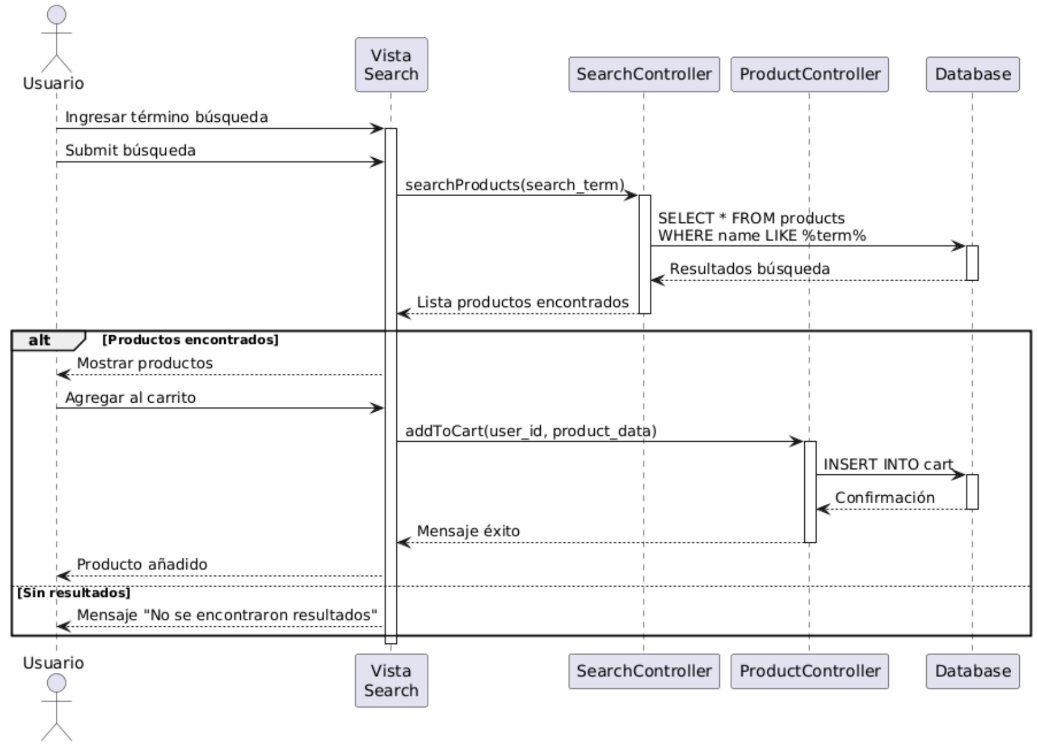 Usuario
Vista
Search
SearchController
ProductController
Database
Ingresar término búsqueda
Submit búsqueda
searchProducts(search_term)
SELECT * FROM products
WHERE name LIKE %term%
Resultados búsqueda
Lista productos encontrados
alt
[Productos encontrados]
Mostrar productos
Agregar al carrito
addToCart(user_id, product_data)
INSERT INTO cart
Confirmación
Mensaje éxito
Producto añadido
[Sin resultados]
Mensaje "No se encontraron resultados"
Usuario
Vista
Search
SearchController
ProductController
Database